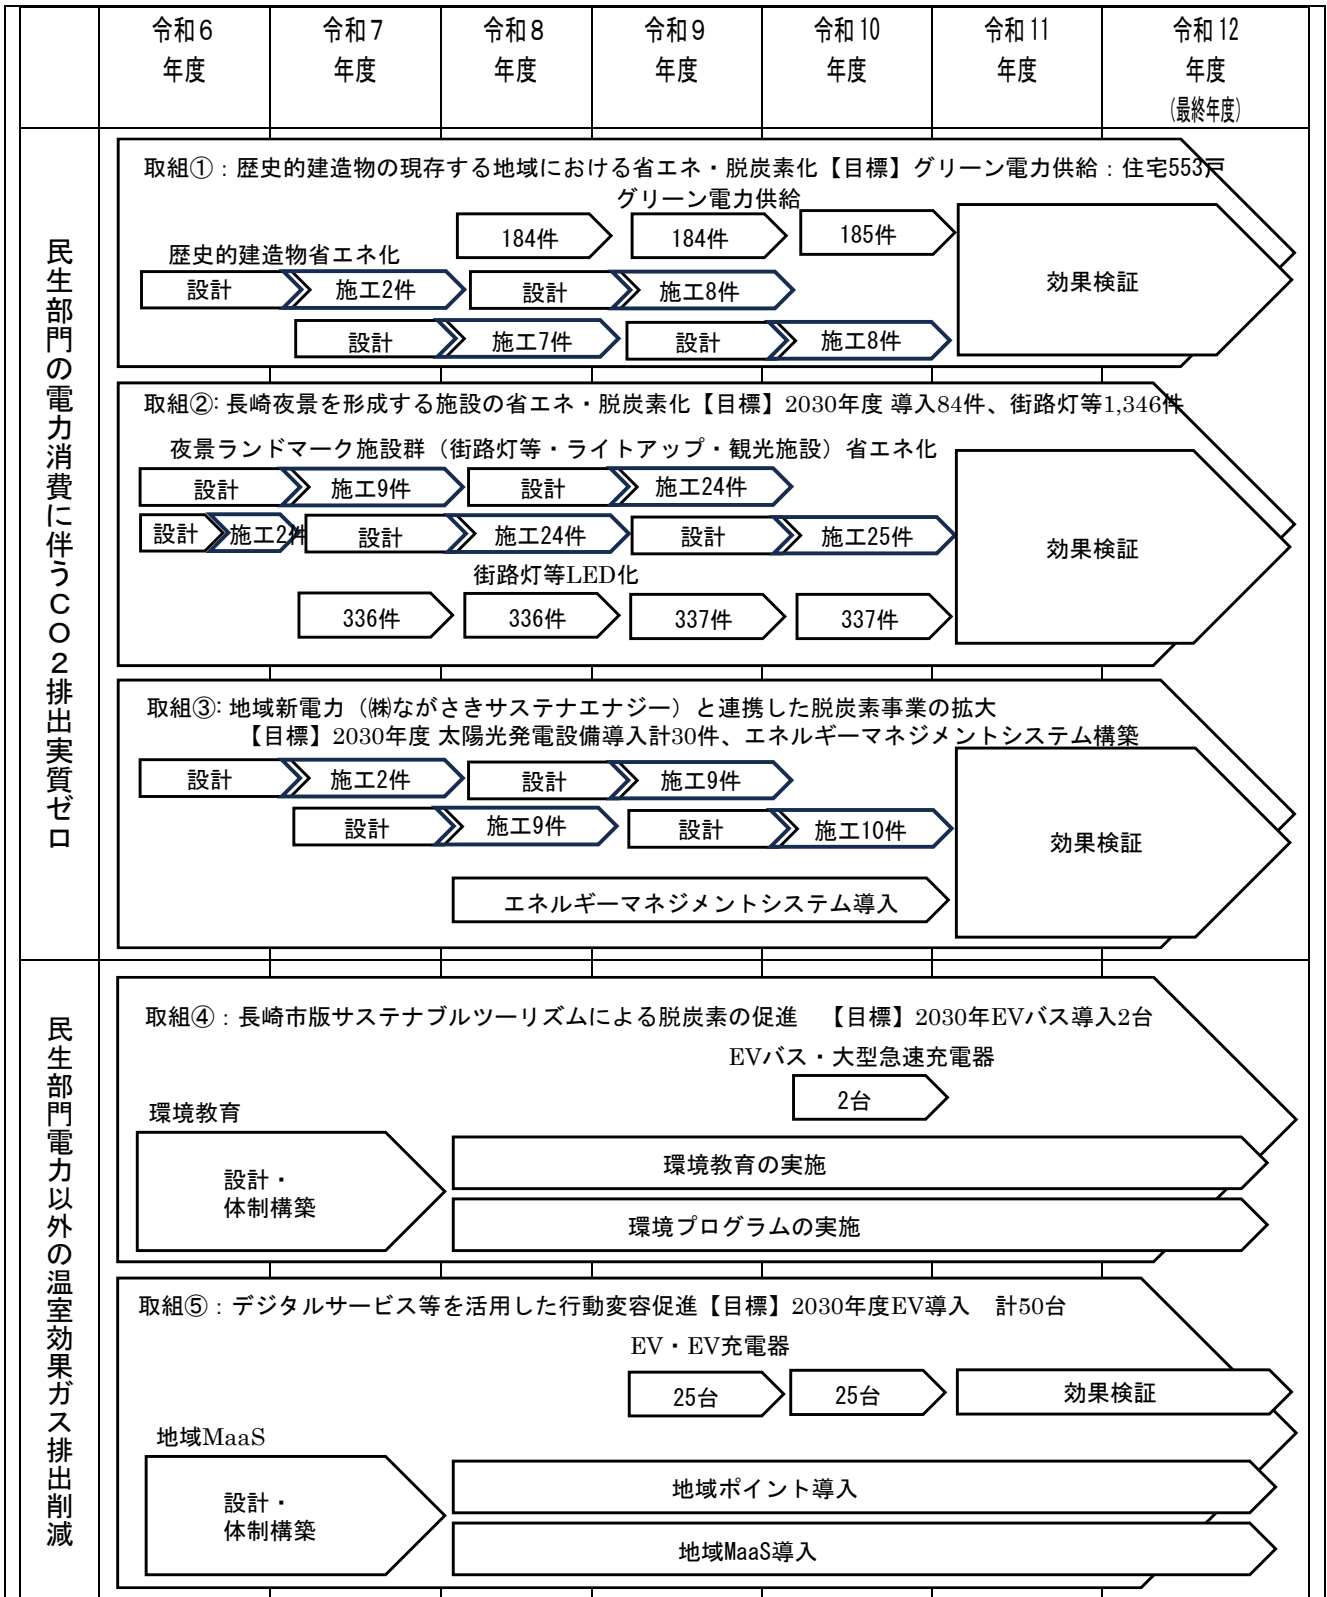 令和6
年度
令和7
年度
令和8
年度
令和9
年度
令和10
年度
令和11
年度
令和12
年度
(最終年度)
民生部門の電力消費に伴うCO2排出実質ゼロ
取組①：歴史的建造物の現存する地域における省エネ・脱炭素化【目標】グリーン電力供給：住宅553戸
グリーン電力供給
184件
184件
185件
歴史的建造物省エネ化
設計
施工2件
設計
施工8件
設計
施工7件
設計
施工8件
効果検証
取組②：長崎夜景を形成する施設の省エネ・脱炭素化【目標】2030年度 導入84件、街路灯等1,346件
夜景ランドマーク施設群（街路灯等・ライトアップ・観光施設）省エネ化
設計
施工9件
設計
施工24件
設計
施工2件
設計
施工24件
設計
施工25件
効果検証
街路灯等LED化
336件
336件
337件
337件
取組③：地域新電力（㈱ながさきサステナエナジー）と連携した脱炭素事業の拡大
【目標】2030年度 太陽光発電設備導入計30件、エネルギーマネジメントシステム構築
設計
施工2件
設計
施工9件
設計
施工9件
設計
施工10件
効果検証
エネルギーマネジメントシステム導入
民生部門電力以外の温室効果ガス排出削減
取組④：長崎市版サステナブルツーリズムによる脱炭素の促進　【目標】2030年EVバス導入2台
EVバス・大型急速充電器
2台
環境教育
設計・
体制構築
環境教育の実施
環境プログラムの実施
取組⑤：デジタルサービス等を活用した行動変容促進【目標】2030年度EV導入　計50台
EV・EV充電器
25台
25台
効果検証
地域MaaS
設計・
体制構築
地域ポイント導入
地域MaaS導入